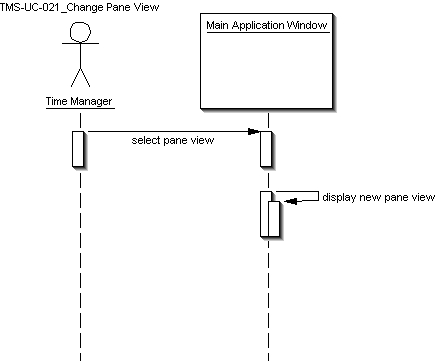 TMS-UC-021_Change Pane View
Main Application Window
Time Manager
select pane view
display new pane view